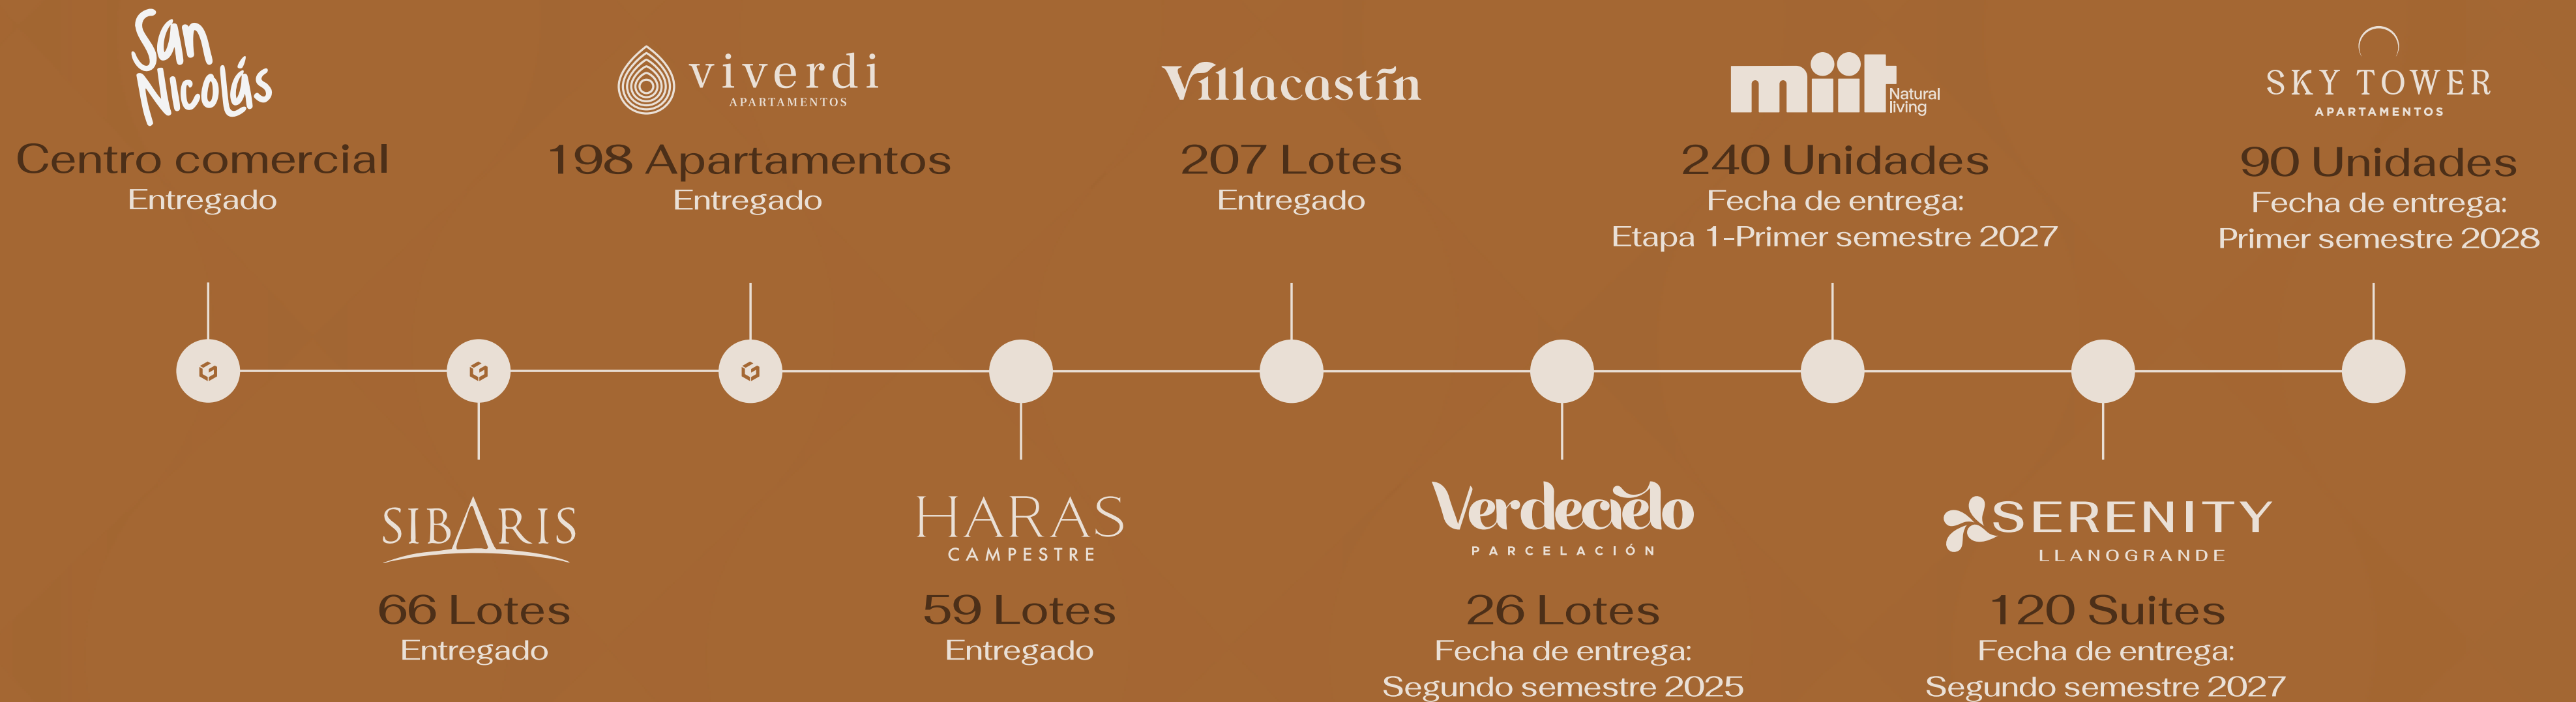 San
Nicolás
Centro comercial
Entregado
SIBARIS
66 Lotes
Entregado
viverdi
APARTAMENTOS
198 Apartamentos
Entregado
HARAS
CAMPESTRE
59 Lotes
Entregado
Villacastín
207 Lotes
Entregado
Verdecielo
PARCELACIÓN
26 Lotes
Fecha de entrega:
Segundo semestre 2025
miit
Natural
living
240 Unidades
Fecha de entrega:
Etapa 1-Primer semestre 2027
SERENITY
LLANOGRANDE
120 Suites
Fecha de entrega:
Segundo semestre 2027
SKY TOWER
APARTAMENTOS
90 Unidades
Fecha de entrega:
Primer semestre 2028